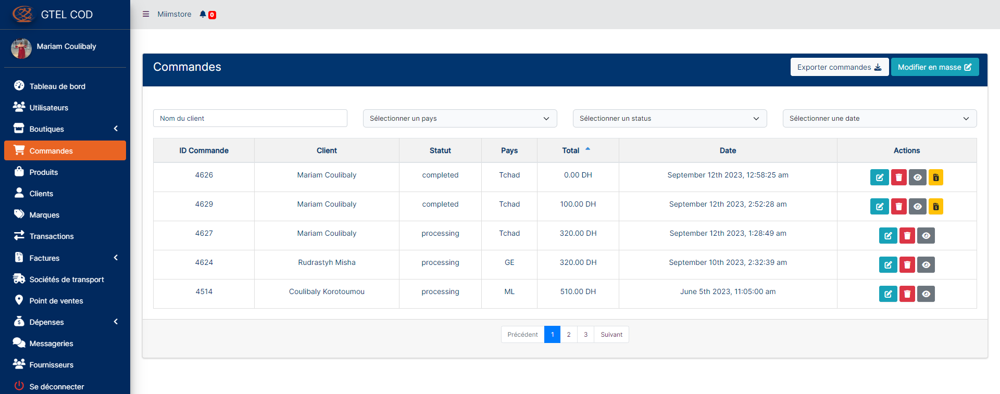 GTEL COD
Miimstore 0
Mariam Coulibaly
Tableau de bord
Utilisateurs
Boutiques
Commandes
Produits
Clients
Marques
Transactions
Factures
Sociétés de transport
Point de ventes
Dépenses
Messageries
Fournisseurs
Se déconnecter
Commandes
Exporter commandes Modifier en masse
Nom du client Sélectionner un pays Sélectionner un status Sélectionner une date
ID Commande Client Statut Pays Total Date Actions
4626 Mariam Coulibaly completed Tchad 0.00 DH September 12th 2023, 12:58:25 am
4629 Mariam Coulibaly completed Tchad 100.00 DH September 12th 2023, 2:52:28 am
4627 Mariam Coulibaly processing Tchad 320.00 DH September 12th 2023, 1:28:49 am
4624 Rudrastyh Misha processing GE 320.00 DH September 10th 2023, 2:32:39 am
4514 Coulibaly Korotoumou processing ML 510.00 DH June 5th 2023, 11:05:00 am
Précédent 1 2 3 Suivant